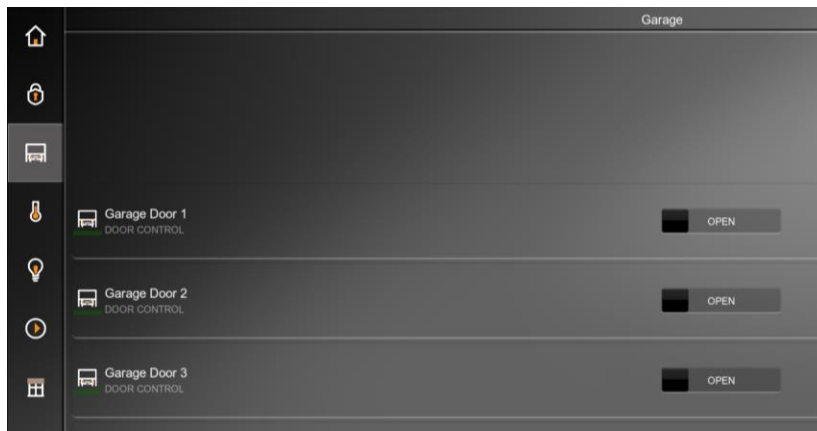 Garage
Garage Door 1
DOOR CONTROL
OPEN
Garage Door 2
DOOR CONTROL
OPEN
Garage Door 3
DOOR CONTROL
OPEN